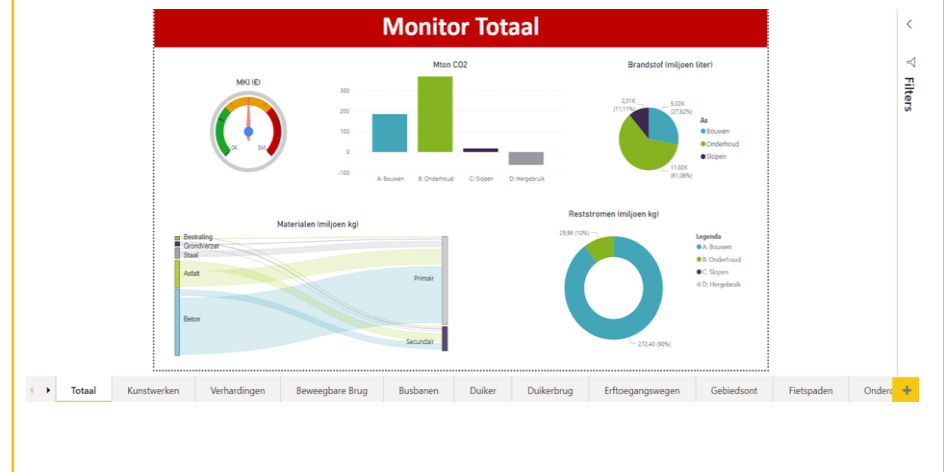 Monitor Totaal
Filters
MKI (€)
0K
5M
Mton CO2
300
200
100
0
-100
A: Bouwen
B: Onderhoud
C: Slopen
D: Hergebruik
Brandstof (miljoen liter)
2,01K
(11,11%)
5,02K
(27,82%)
11,02K
(61,06%)
As
Bouwen
Onderhoud
Slopen
Materialen (miljoen kg)
Bestrating
Grondverzet
Staal
Asfalt
Beton
Primair
Secundair
Reststromen (miljoen kg)
29,96 (10%)
272,40 (90%)
Legenda
A: Bouwen
B: Onderhoud
C: Slopen
D: Hergebruik
Totaal Kunstwerken Verhardingen Beweegbare Brug Busbanen Duiker Duikerbrug Erftoegangswegen Gebiedsont Fietspaden Onderc